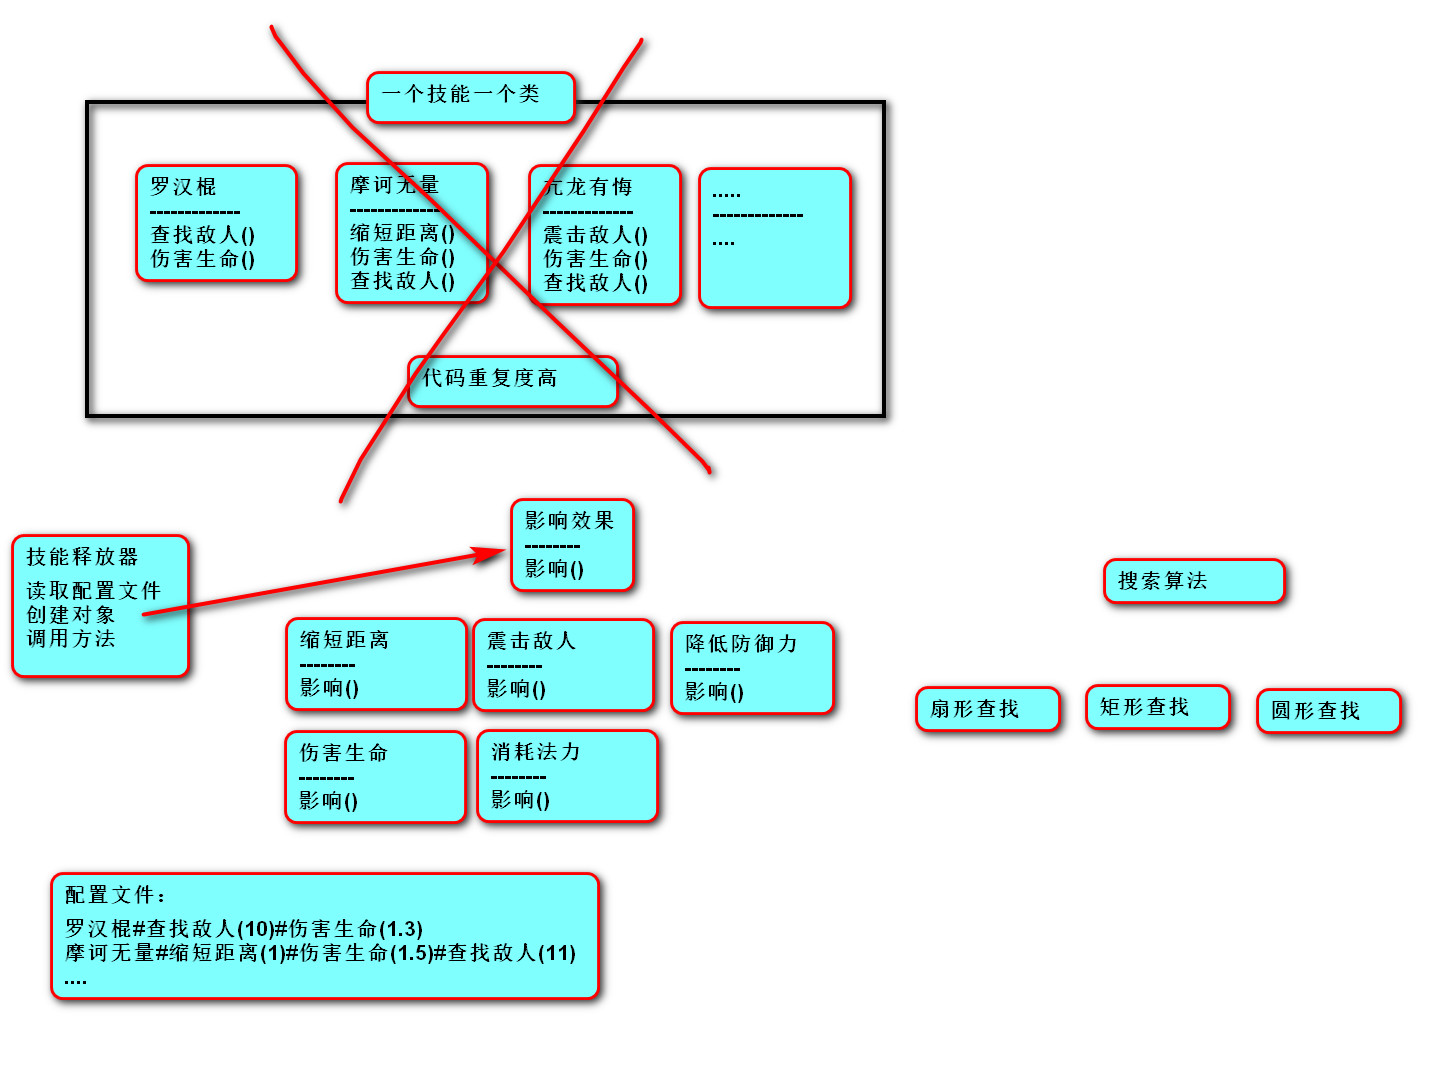 一个技能一个类
罗汉棍
-------------
查找敌人()
伤害生命()
摩诃无量
-------------
缩短距离()
伤害生命()
查找敌人()
亢龙有悔
-------------
震击敌人()
伤害生命()
查找敌人()
.....
-------------
....
代码重复度高
技能释放器
读取配置文件
创建对象
调用方法
影响效果
--------
影响()
缩短距离
--------
影响()
震击敌人
--------
影响()
降低防御力
--------
影响()
伤害生命
--------
影响()
消耗法力
--------
影响()
搜索算法
扇形查找
矩形查找
圆形查找
配置文件：
罗汉棍#查找敌人(10)#伤害生命(1.3)
摩诃无量#缩短距离(1)#伤害生命(1.5)#查找敌人(11)
....